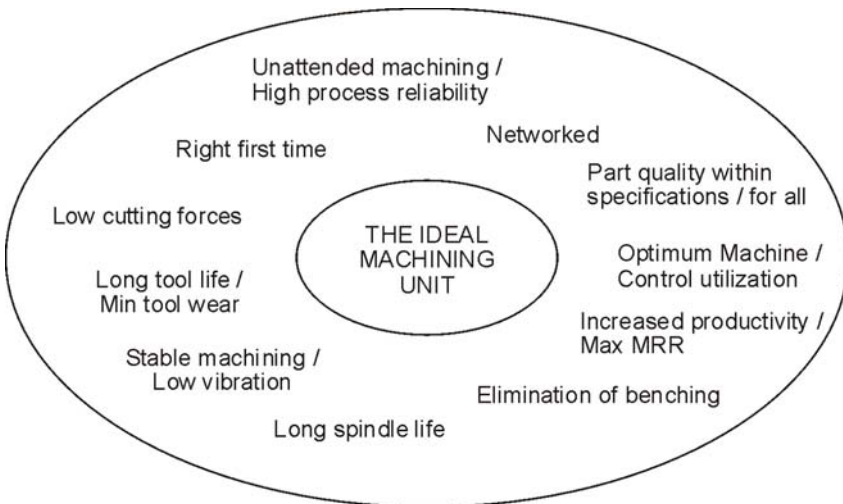 Unattended machining /
High process reliability
Networked
Right first time
Part quality within
specifications / for all
Low cutting forces
THE IDEAL
MACHINING
UNIT
Optimum Machine /
Control utilization
Long tool life /
Min tool wear
Increased productivity /
Max MRR
Stable machining /
Low vibration
Elimination of benching
Long spindle life